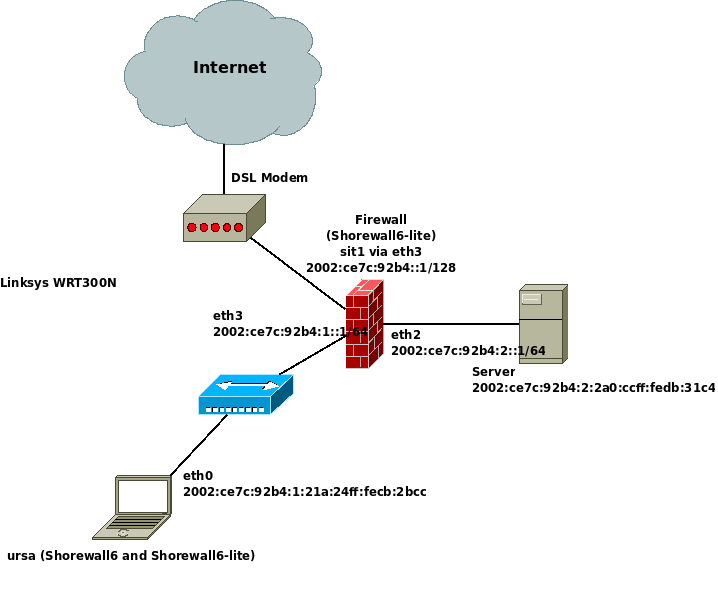 Internet
DSL Modem
Firewall
(Shorewall6-lite)
sit1 via eth3
2002:ce7c:92b4::1/128
Linksys WRT300N
eth3
2002:ce7c:92b4:1::1/64
eth2
2002:ce7c:92b4:2::1/64
Server
2002:ce7c:92b4:2:2a0:ccff:fedb:31c4
eth0
2002:ce7c:92b4:1:21a:24ff:fecb:2bcc
ursa (Shorewall6 and Shorewall6-lite)